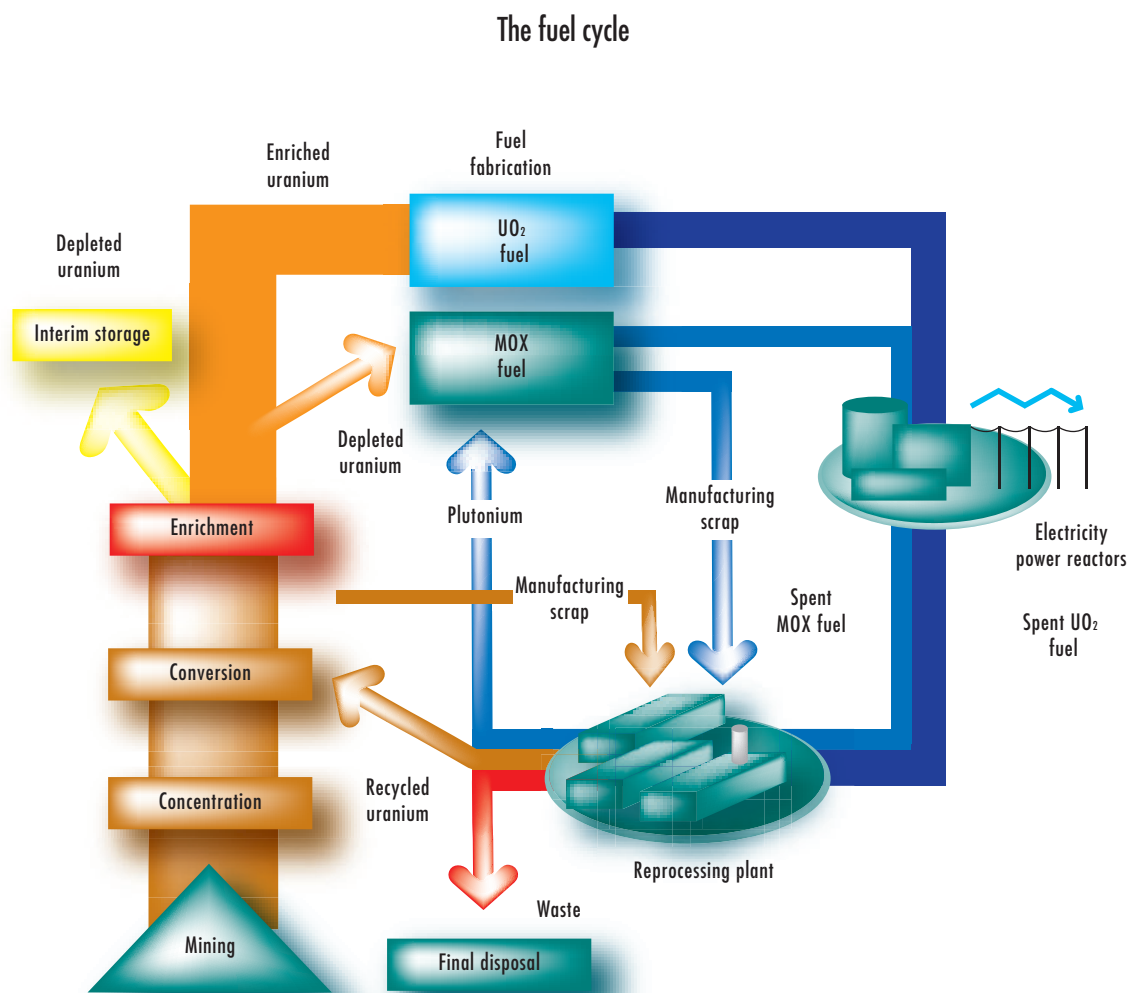 The fuel cycle
Enriched
uranium
Fuel
fabrication
UO₂
fuel
Depleted
uranium
Interim storage
MOX
fuel
Depleted
uranium
Plutonium
Manufacturing
scrap
Enrichment
Electricity
power reactors
Manufacturing
scrap
Spent
MOX fuel
Spent UO₂
fuel
Conversion
Concentration
Recycled
uranium
Reprocessing plant
Waste
Mining
Final disposal